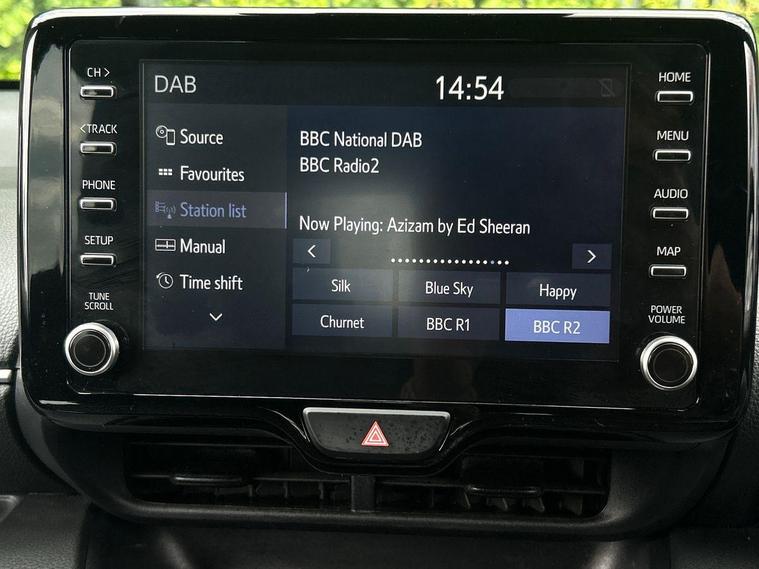 CH >
<TRACK
PHONE
SETUP
TUNE
SCROLL
DAB
14:54
Source
Favourites
Station list
Manual
Time shift
BBC National DAB
BBC Radio2
Now Playing: Azizam by Ed Sheeran
< >
Silk Blue Sky Happy
Churnet BBC R1 BBC R2
HOME
MENU
AUDIO
MAP
POWER
VOLUME